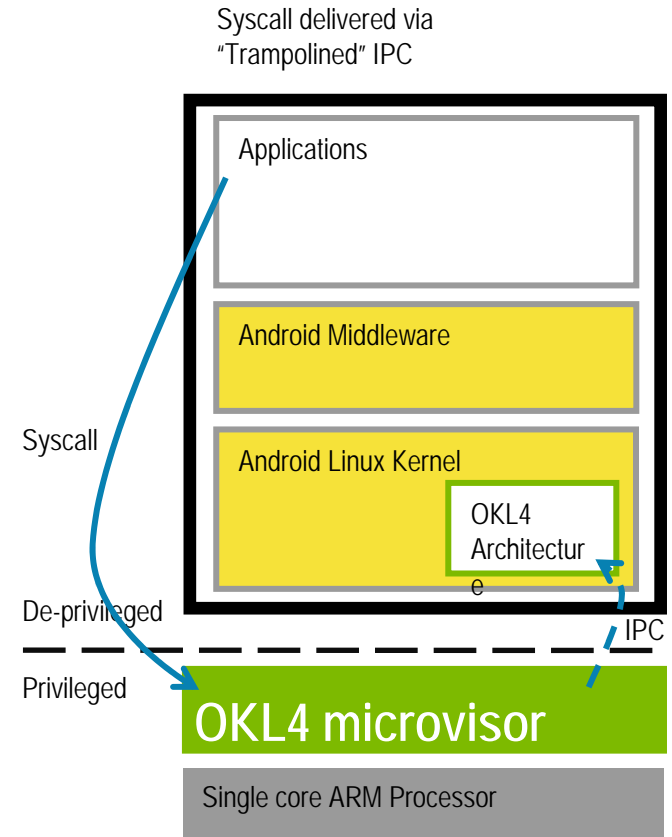 Syscall delivered via
“Trampolined” IPC
Applications
Android Middleware
Syscall
Android Linux Kernel
OKL4
Architectur
e
De-privileged
IPC
Privileged
OKL4 microvisor
Single core ARM Processor